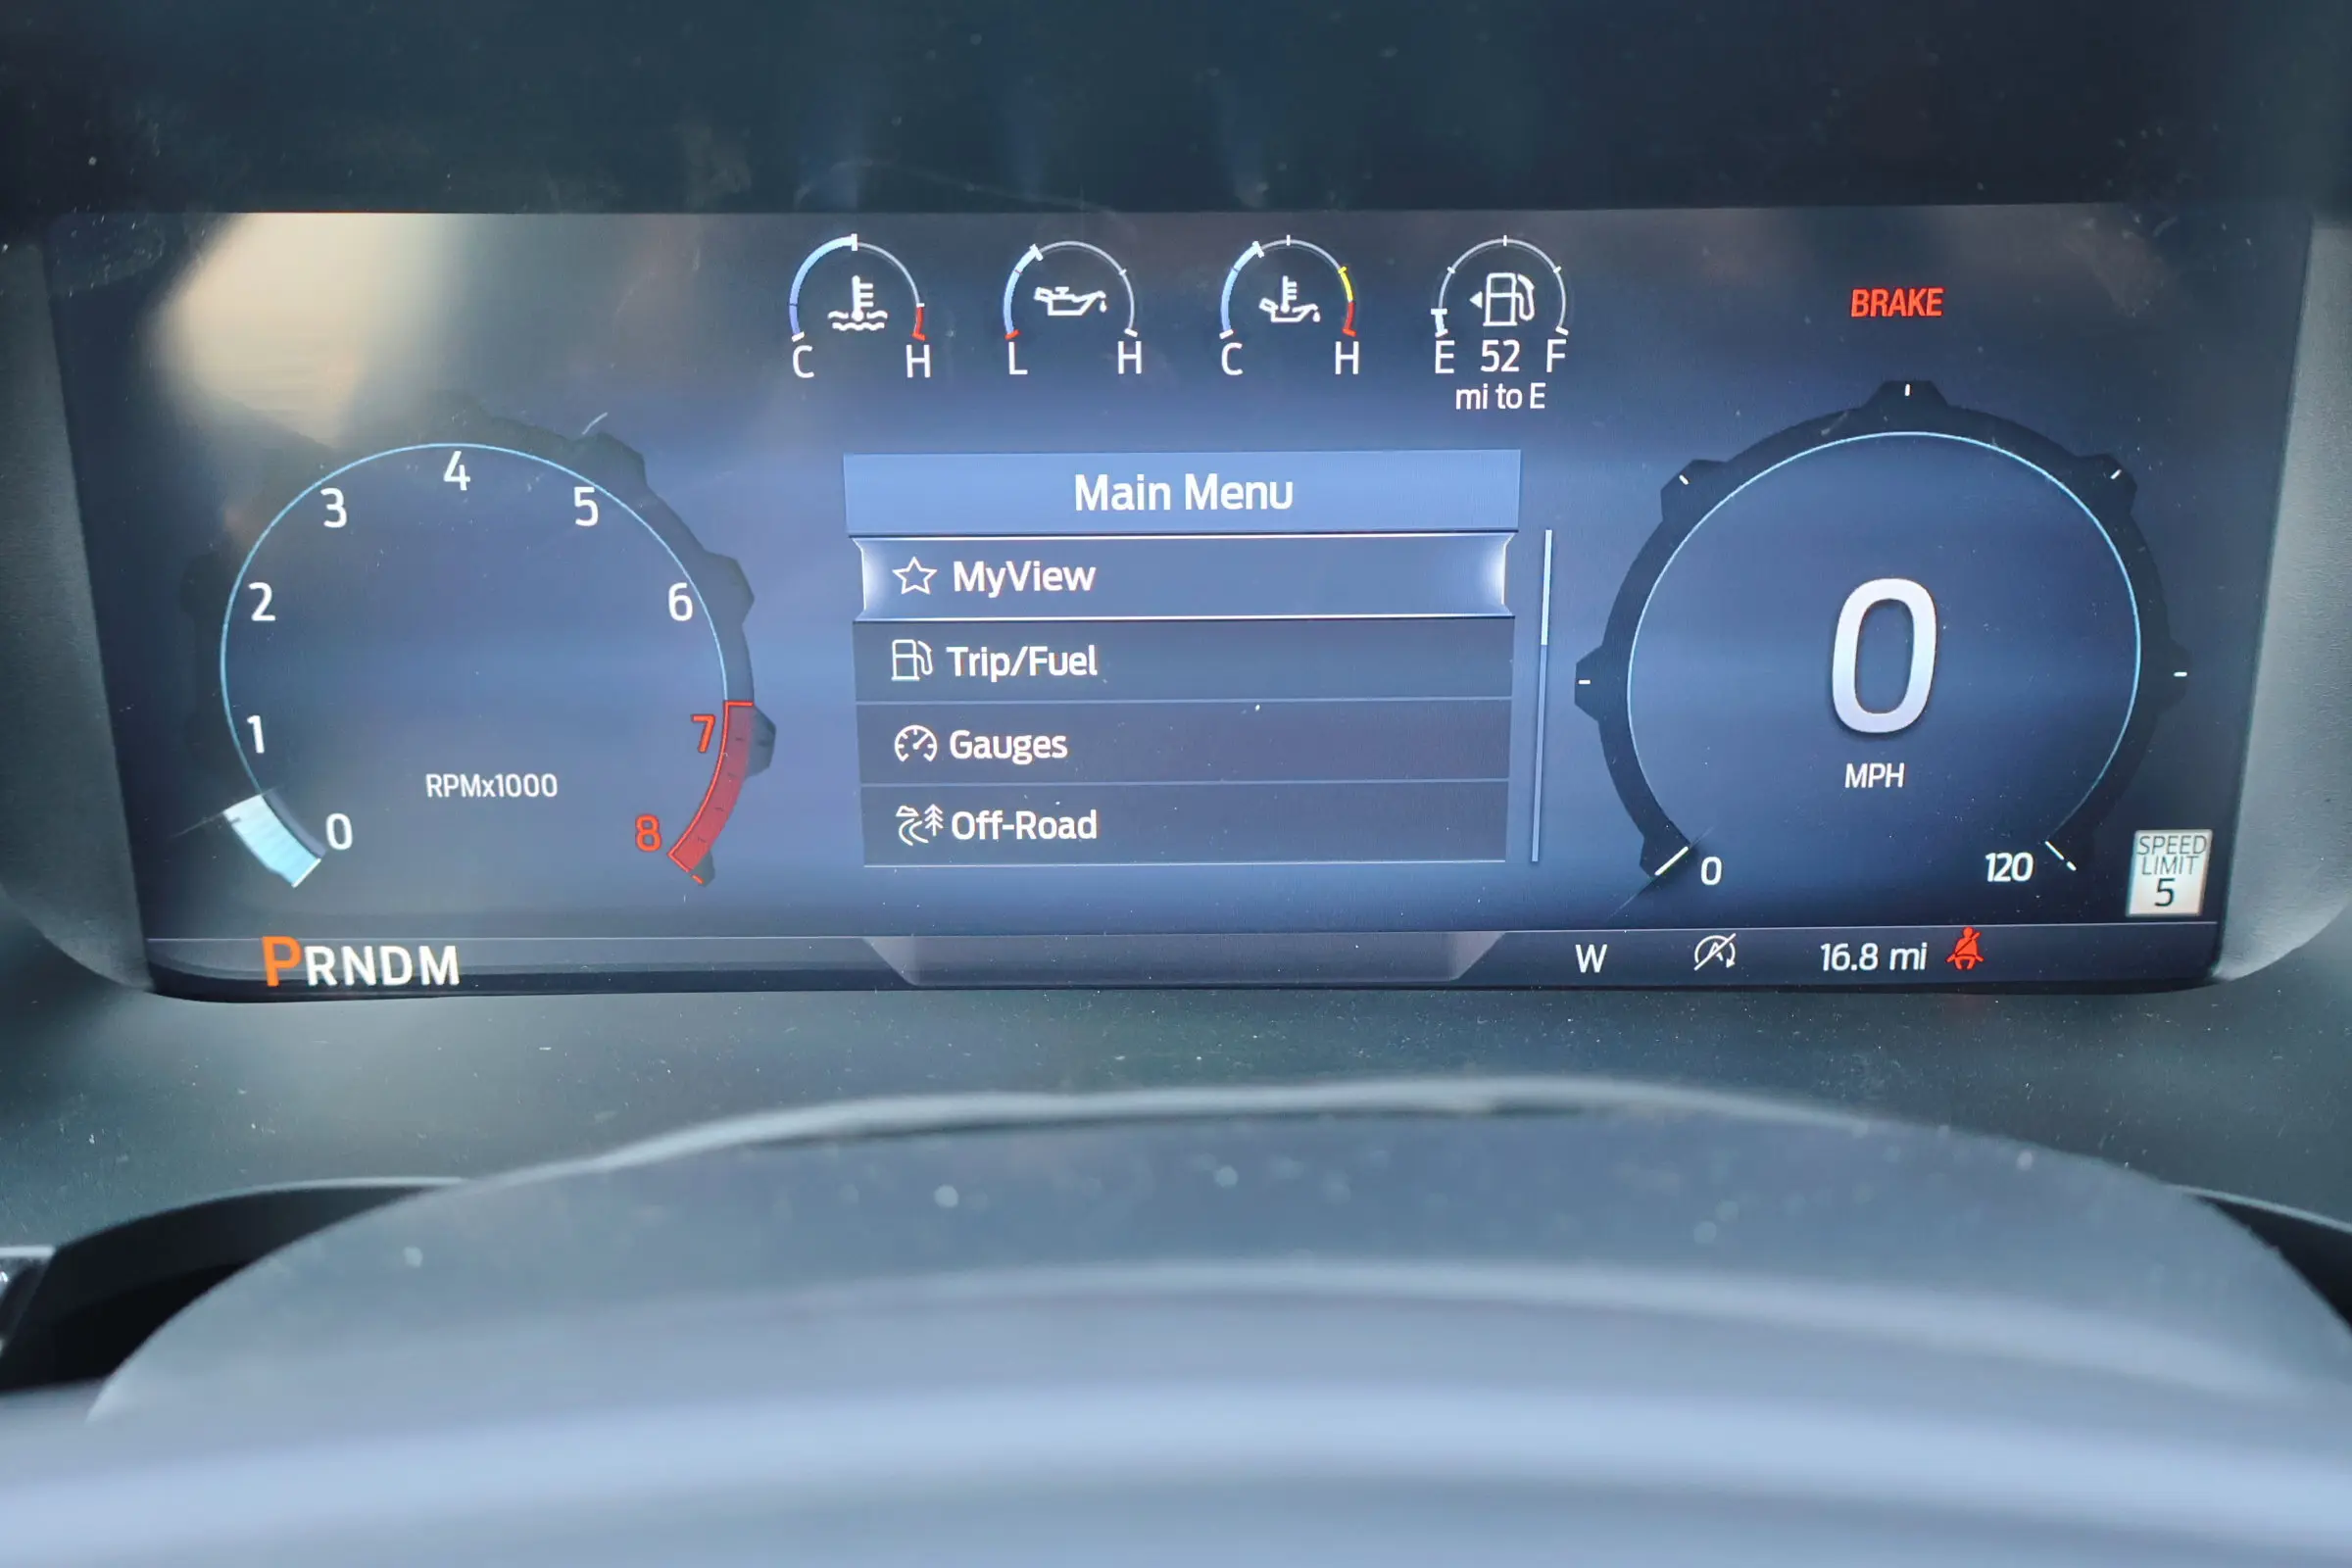 C H
L H
C H
E 52 F
mi to E
BRAKE
0
1
2
3
4
5
6
7
8
RPMx1000
Main Menu
MyView
Trip/Fuel
Gauges
Off-Road
0
MPH
0
120
SPEED
LIMIT
5
PRNDM
W
16.8 mi